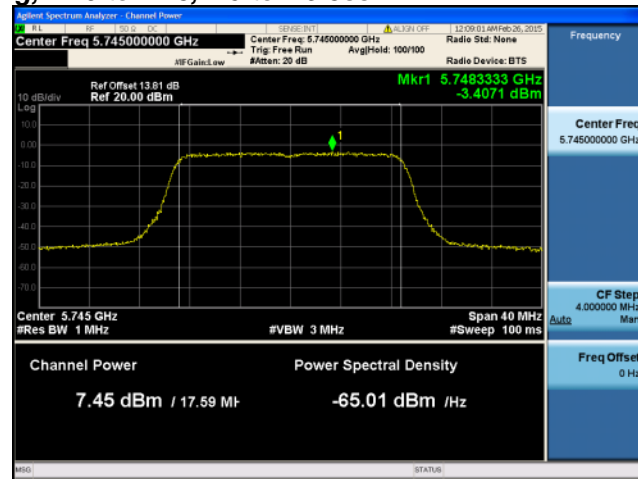 Agilent Spectrum Analyzer - Channel Power
RL RF 50 Ω DC SENSE:INT ALIGN OFF 12:09:01 AM Feb 26, 2015
Center Freq 5.745000000 GHz
Center Freq: 5.745000000 GHz
Radio Std: None
Trig: Free Run Avg|Hold: 100/100
#IFGain:Low #Atten: 20 dB Radio Device: BTS
Frequency
Mkr1 5.7483333 GHz
-3.4071 dBm
Ref Offset 13.81 dB
10 dB/div Ref 20.00 dBm
Log
10.0
0.00
-10.0
-20.0
-30.0
-40.0
-50.0
-60.0
-70.0
1
Center 5.745 GHz Span 40 MHz
#Res BW 1 MHz #VBW 3 MHz #Sweep 100 ms
Center Freq
5.745000000 GHz
CF Step
4.000000 MHz
Auto Man
Freq Offset
0 Hz
Channel Power Power Spectral Density
7.45 dBm / 17.59 MH -65.01 dBm /Hz
MSG STATUS